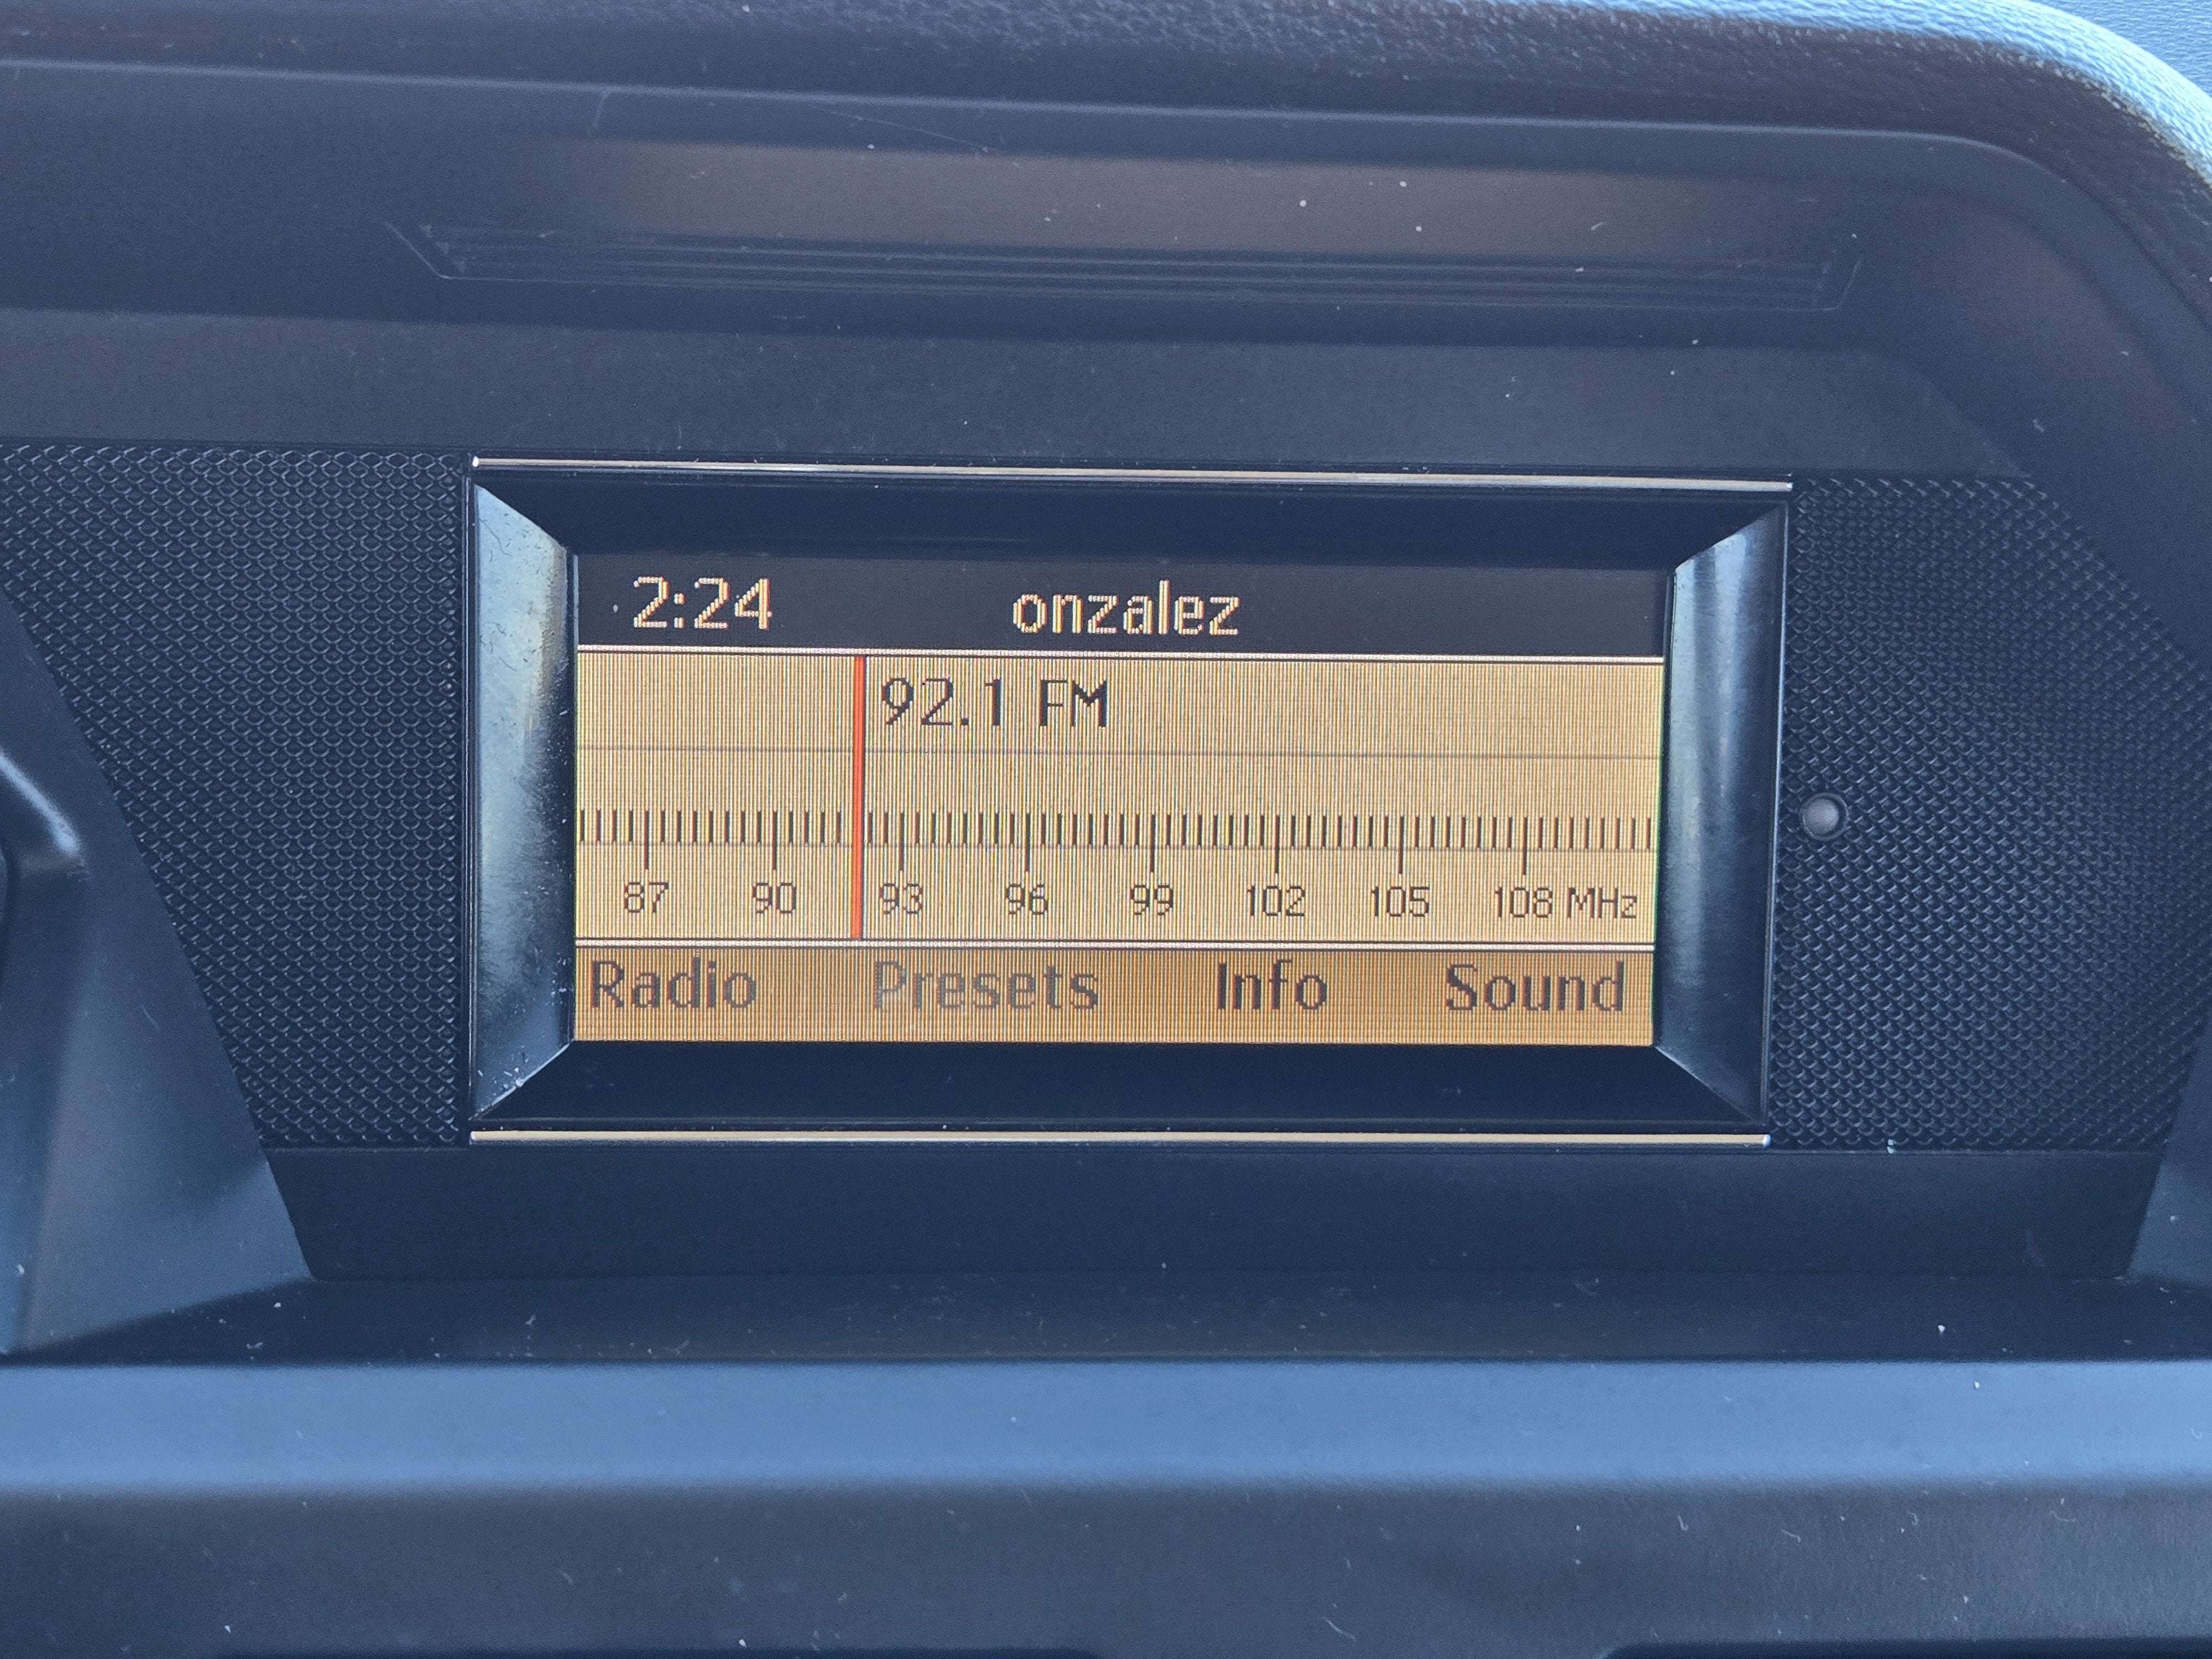 2:24 onzalez
92.1 FM
87 90 93 96 99 102 105 108 MHz
Radio Presets Info Sound